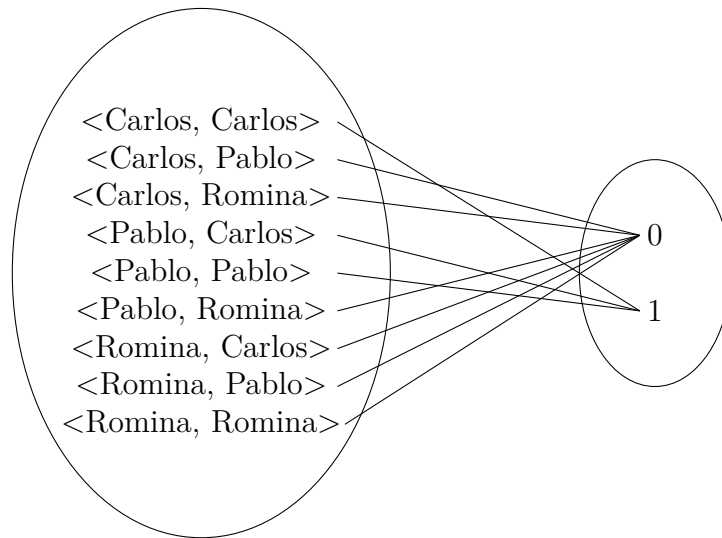 <Carlos, Carlos>
<Carlos, Pablo>
<Carlos, Romina>
<Pablo, Carlos>
<Pablo, Pablo>
<Pablo, Romina>
<Romina, Carlos>
<Romina, Pablo>
<Romina, Romina>
0
1